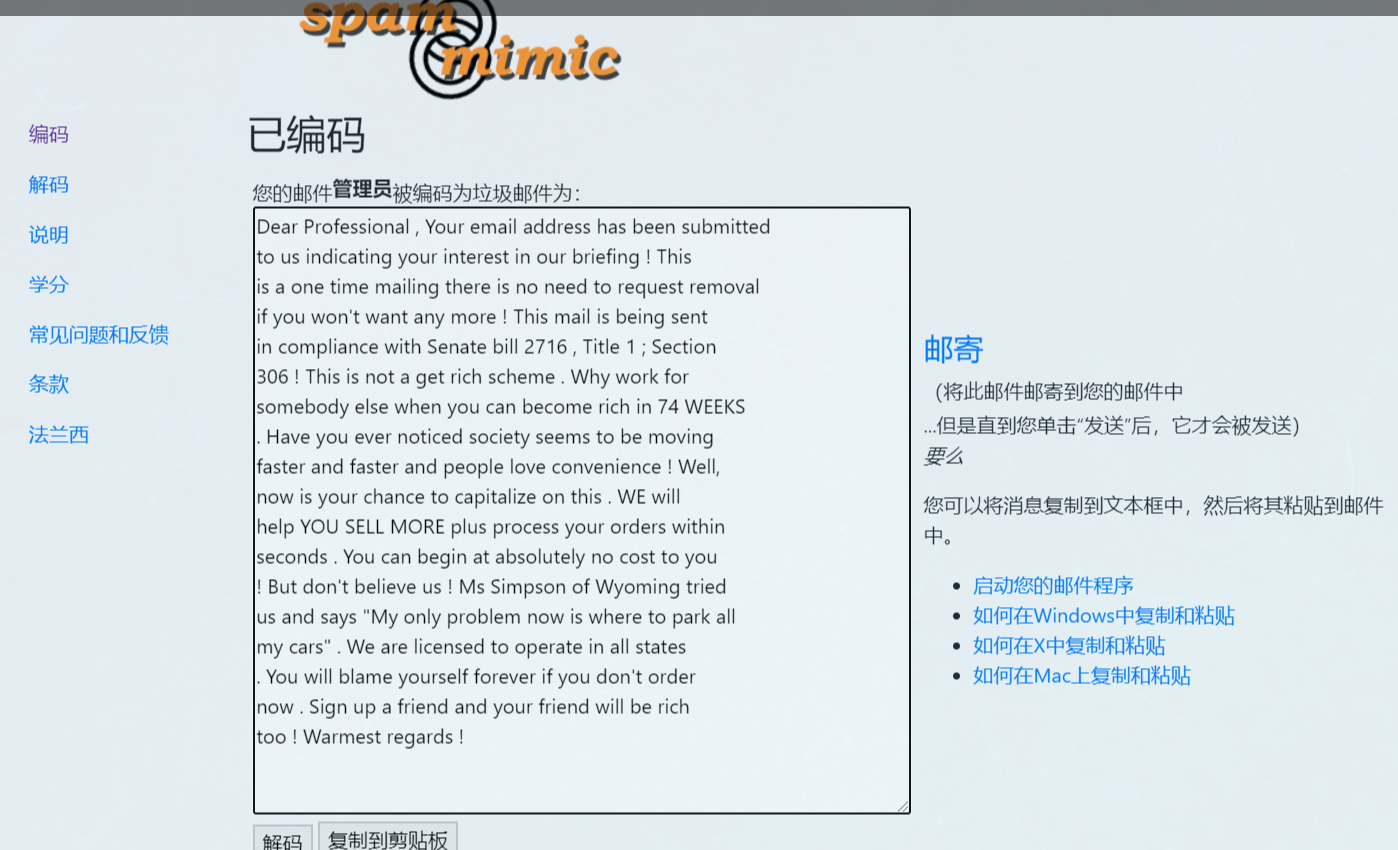 spam
mimic
编码
解码
说明
学分
常见问题和反馈
条款
法兰西
已编码
您的邮件管理员被编码为垃圾邮件为：
Dear Professional , Your email address has been submitted
to us indicating your interest in our briefing ! This
is a one time mailing there is no need to request removal
if you won't want any more ! This mail is being sent
in compliance with Senate bill 2716 , Title 1 ; Section
306 ! This is not a get rich scheme . Why work for
somebody else when you can become rich in 74 WEEKS
. Have you ever noticed society seems to be moving
faster and faster and people love convenience ! Well,
now is your chance to capitalize on this . WE will
help YOU SELL MORE plus process your orders within
seconds . You can begin at absolutely no cost to you
! But don't believe us ! Ms Simpson of Wyoming tried
us and says "My only problem now is where to park all
my cars" . We are licensed to operate in all states
. You will blame yourself forever if you don't order
now . Sign up a friend and your friend will be rich
too ! Warmest regards !
解码
复制到剪贴板
邮寄
（将此邮件邮寄到您的邮件中
...但是直到您单击“发送”后，它才会被发送）
要么
您可以将消息复制到文本框中，然后将其粘贴到邮件
中。
启动您的邮件程序
如何在Windows中复制和粘贴
如何在X中复制和粘贴
如何在Mac上复制和粘贴